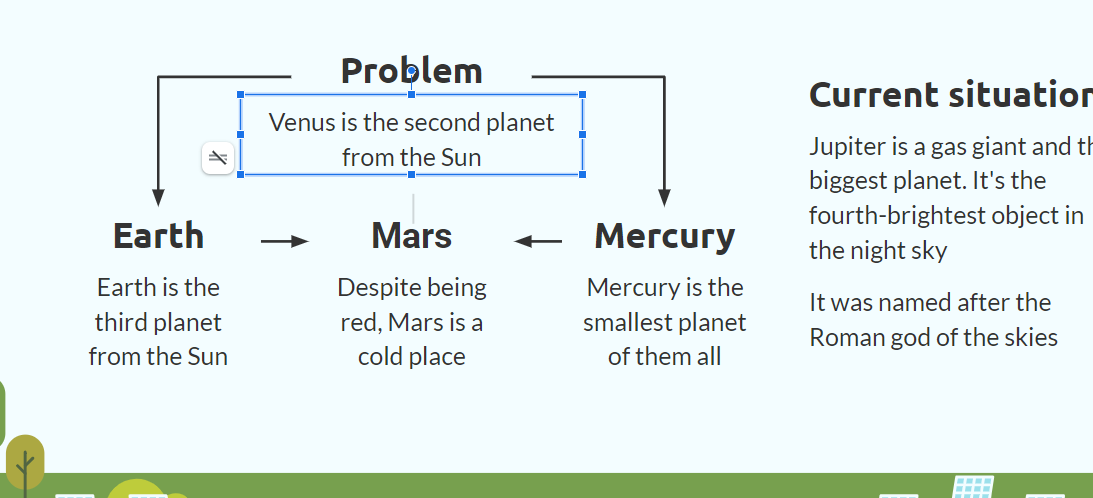 Problem
Venus is the second planet
from the Sun
Earth
Mars
Mercury
Earth is the
third planet
from the Sun
Despite being
red, Mars is a
cold place
Mercury is the
smallest planet
of them all
Current situation
Jupiter is a gas giant and
biggest planet. It's the
fourth-brightest object in
the night sky
It was named after the
Roman god of the skies